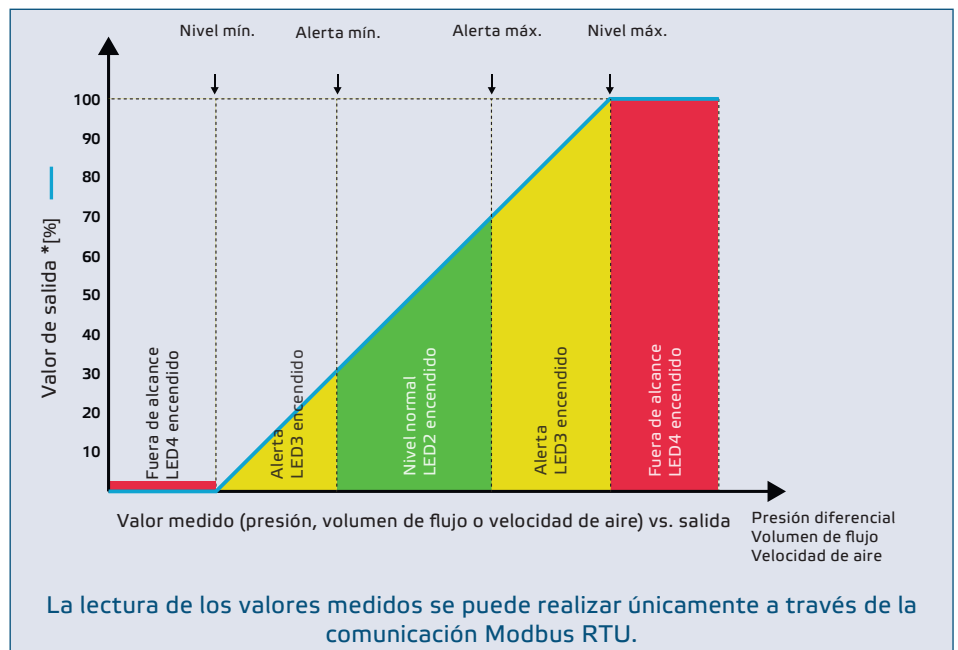 Nivel mín.
Alerta mín.
Alerta máx.
Nivel máx.
Valor de salida *[%]
100
90
80
70
60
50
40
30
20
10
Fuera de alcance
LED4 encendido
Alerta
LED3 encendido
Nivel normal
LED2 encendido
Alerta
LED3 encendido
Fuera de alcance
LED4 encendido
Valor medido (presión, volumen de flujo o velocidad de aire) vs. salida
Presión diferencial
Volumen de flujo
Velocidad de aire
La lectura de los valores medidos se puede realizar únicamente a través de la
comunicación Modbus RTU.